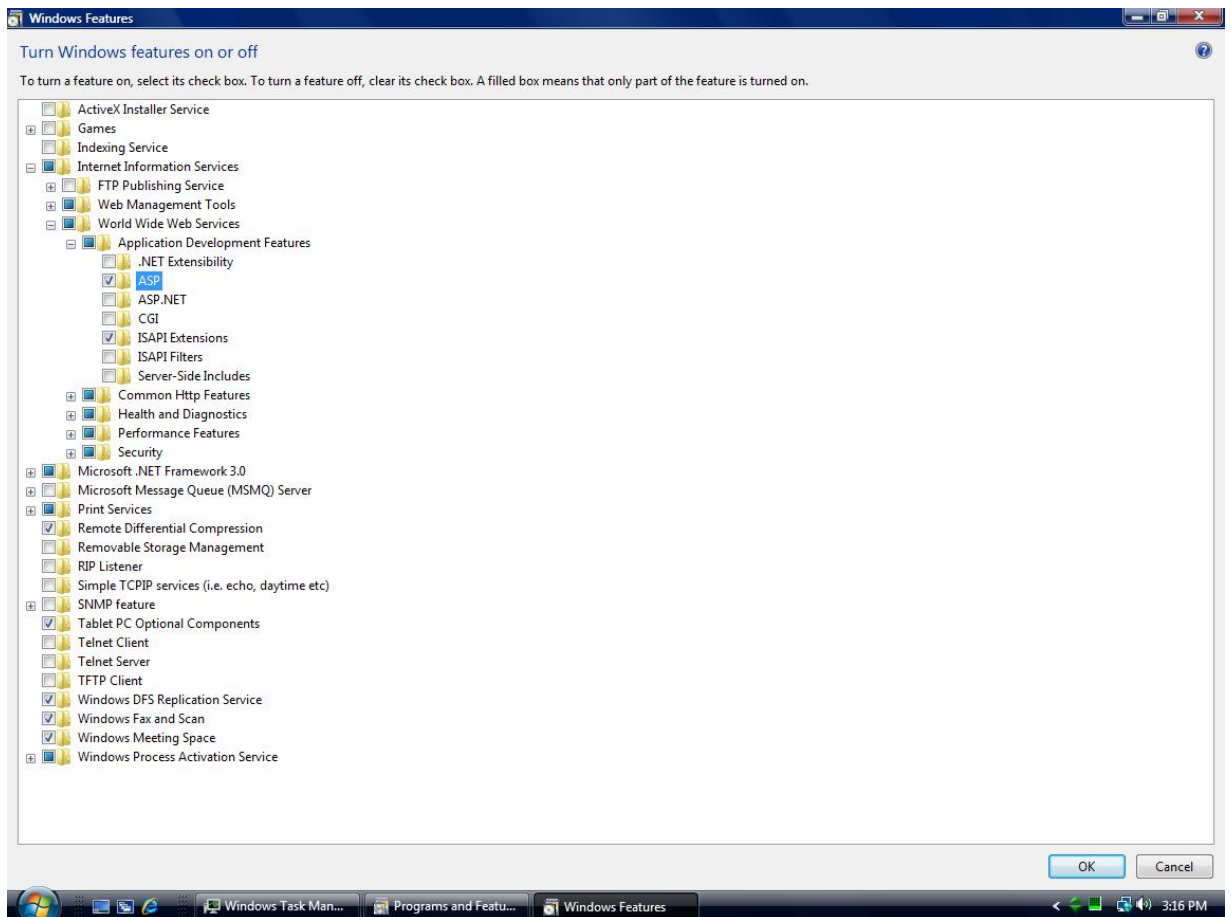 Windows Features
Turn Windows features on or off
To turn a feature on, select its check box. To turn a feature off, clear its check box. A filled box means that only part of the feature is turned on.
ActiveX Installer Service
Games
Indexing Service
Internet Information Services
FTP Publishing Service
Web Management Tools
World Wide Web Services
Application Development Features
.NET Extensibility
ASP
ASP.NET
CGI
ISAPI Extensions
ISAPI Filters
Server-Side Includes
Common Http Features
Health and Diagnostics
Performance Features
Security
Microsoft .NET Framework 3.0
Microsoft Message Queue (MSMQ) Server
Print Services
Remote Differential Compression
Removable Storage Management
RIP Listener
Simple TCPIP services (i.e. echo, daytime etc)
SNMP feature
Tablet PC Optional Components
Telnet Client
Telnet Server
TFTP Client
Windows DFS Replication Service
Windows Fax and Scan
Windows Meeting Space
Windows Process Activation Service
OK Cancel
Windows Task Man... Programs and Featu... Windows Features 3:16 PM